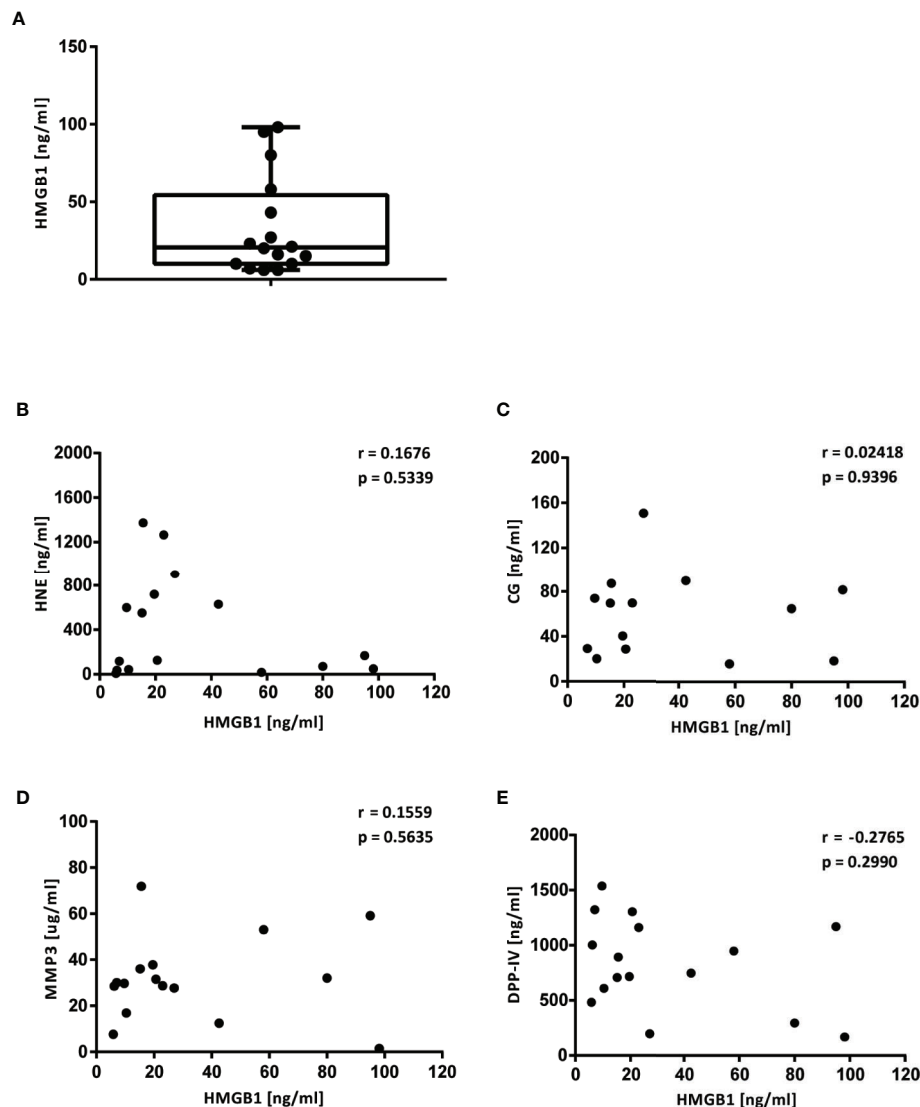 A
150
100
50
0
HMGB1 [ng/ml]
B
2000
1600
1200
800
400
0
HNE [ng/ml]
0 20 40 60 80 100 120
HMGB1 [ng/ml]
r = 0.1676
p = 0.5339
C
200
160
120
80
40
0
CG [ng/ml]
0 20 40 60 80 100 120
HMGB1 [ng/ml]
r = 0.02418
p = 0.9396
D
100
80
60
40
20
0
MMP3 [ug/ml]
0 20 40 60 80 100 120
HMGB1 [ng/ml]
r = 0.1559
p = 0.5635
E
2000
1500
1000
500
0
DPP-IV [ng/ml]
0 20 40 60 80 100 120
HMGB1 [ng/ml]
r = -0.2765
p = 0.2990